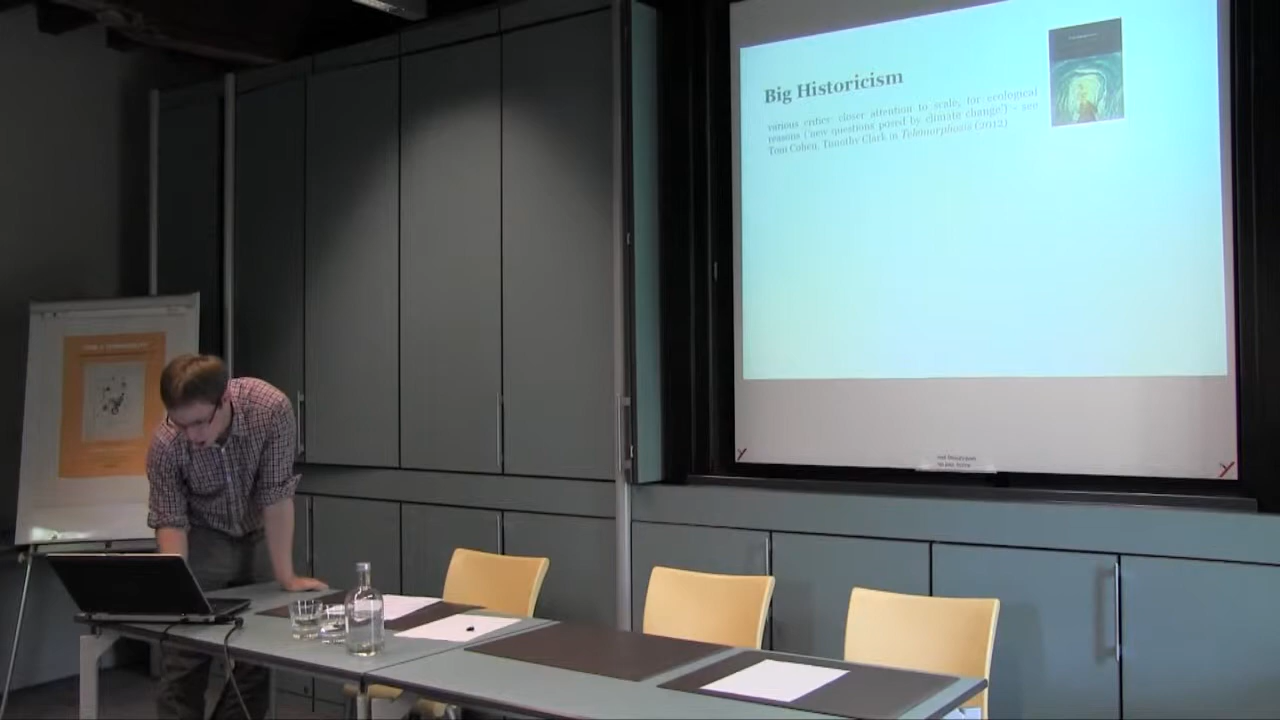 Big Historicism
various critics: closer attention to scale, for ecological
reasons ('new questions posed by climate change') - see
Tom Cohen, Timothy Clark in Telemorphosis (2012)